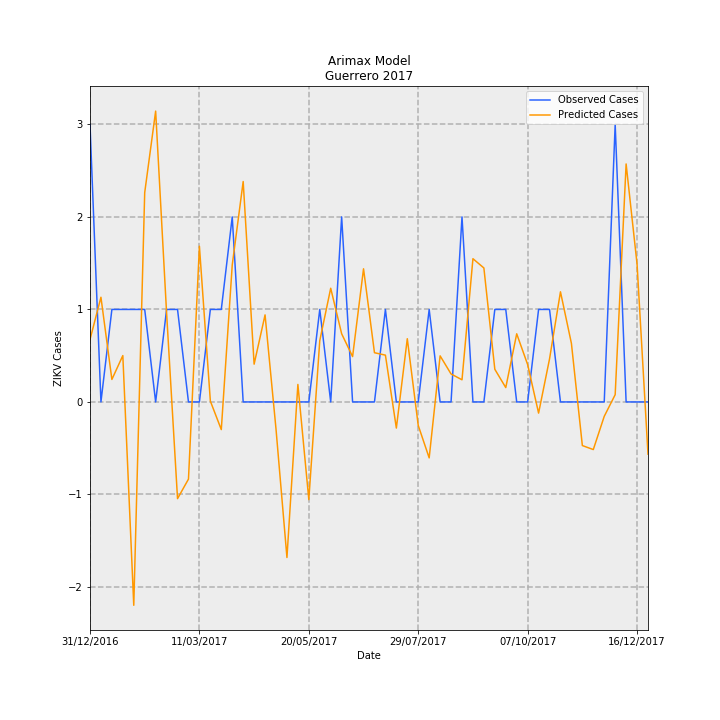 Arimax Model
Guerrero 2017
Observed Cases
Predicted Cases
ZIKV Cases
3
2
1
0
−1
−2
31/12/2016
11/03/2017
20/05/2017
29/07/2017
07/10/2017
16/12/2017
Date